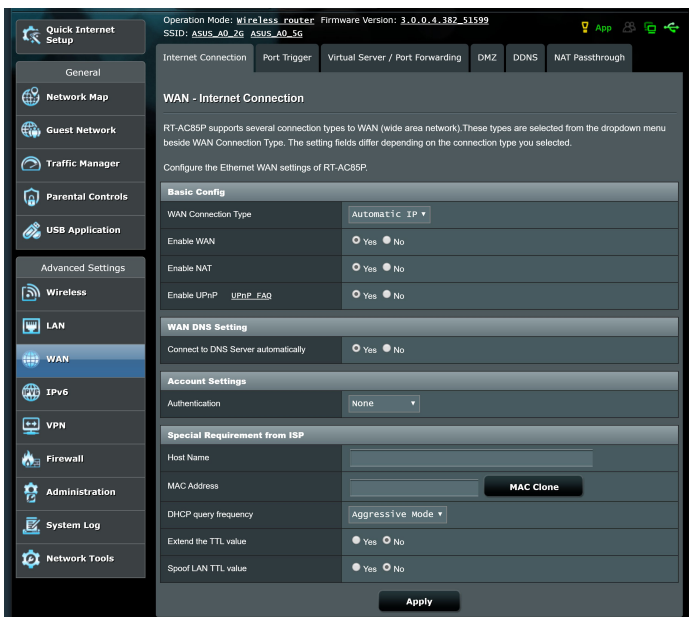 Quick Internet
Setup
General
Network Map
Guest Network
Traffic Manager
Parental Controls
USB Application
Advanced Settings
Wireless
LAN
WAN
IPv6
VPN
Firewall
Administration
System Log
Network Tools
Operation Mode: Wireless router Firmware Version: 3.0.0.4.382_51599
SSID: ASUS_A0_2G ASUS_A0_5G
App
Internet Connection Port Trigger Virtual Server / Port Forwarding DMZ DDNS NAT Passthrough
WAN - Internet Connection
RT-AC85P supports several connection types to WAN (wide area network).These types are selected from the dropdown menu
beside WAN Connection Type. The setting fields differ depending on the connection type you selected.
Configure the Ethernet WAN settings of RT-AC85P.
Basic Config
WAN Connection Type Automatic IP
Enable WAN Yes No
Enable NAT Yes No
Enable UPnP UPnP FAQ Yes No
WAN DNS Setting
Connect to DNS Server automatically Yes No
Account Settings
Authentication None
Special Requirement from ISP
Host Name
MAC Address MAC Clone
DHCP query frequency Aggressive Mode
Extend the TTL value Yes No
Spoof LAN TTL value Yes No
Apply